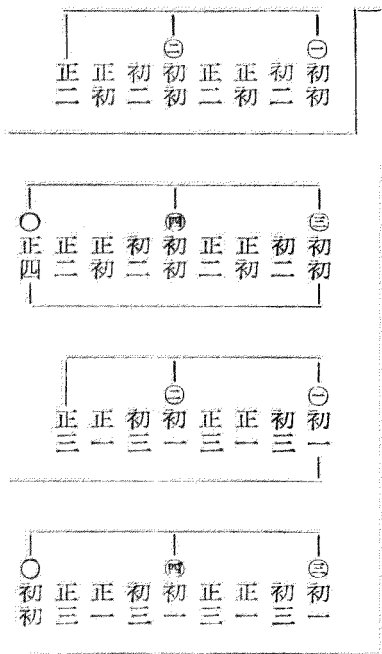 ㊀初初
初二
正初
正二
㊁初初
初二
正初
正二
㊂初初
初二
正初
正二
㊃初初
初二
正初
正二
〇正四
㊀初一
初三
正一
正三
㊁初一
初三
正一
正三
㊂初一
初三
正一
正三
㊃初一
初三
正一
正三
〇初初